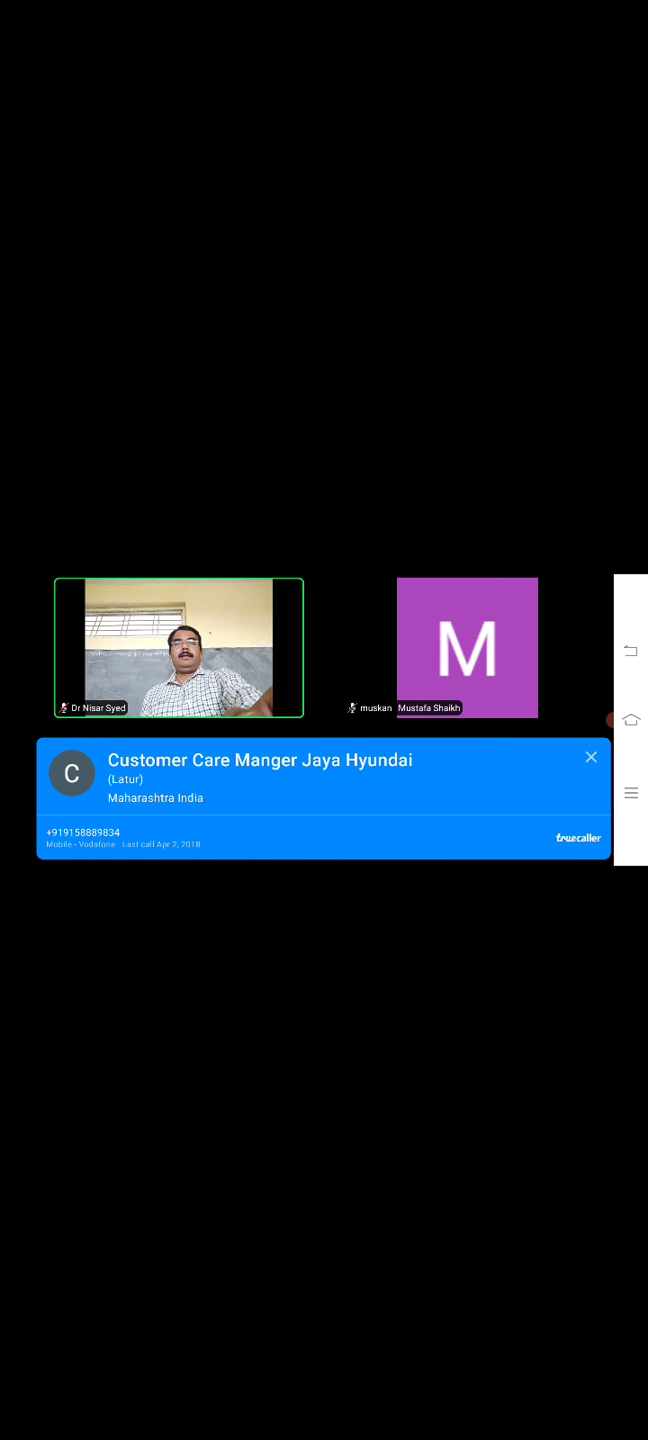 Dr Nisar Syed
M
muskan Mustafa Shaikh
C
Customer Care Manger Jaya Hyundai
(Latur)
Maharashtra India
+919158889834
Mobile - Vodafone Last call Apr 2, 2018
truecaller